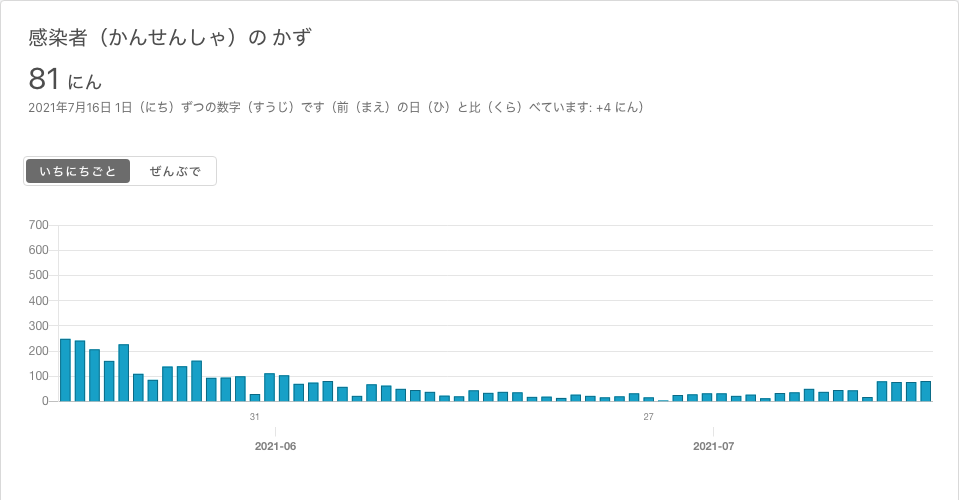 感染者（かんせんしゃ）の かず
81 にん
2021年7月16日 1日（にち）ずつの数字（すうじ）です（前（まえ）の日（ひ）と比（くら）べています: +4 にん）
いちにちごと ぜんぶで
700
600
500
400
300
200
100
0
31 27
2021-06 2021-07